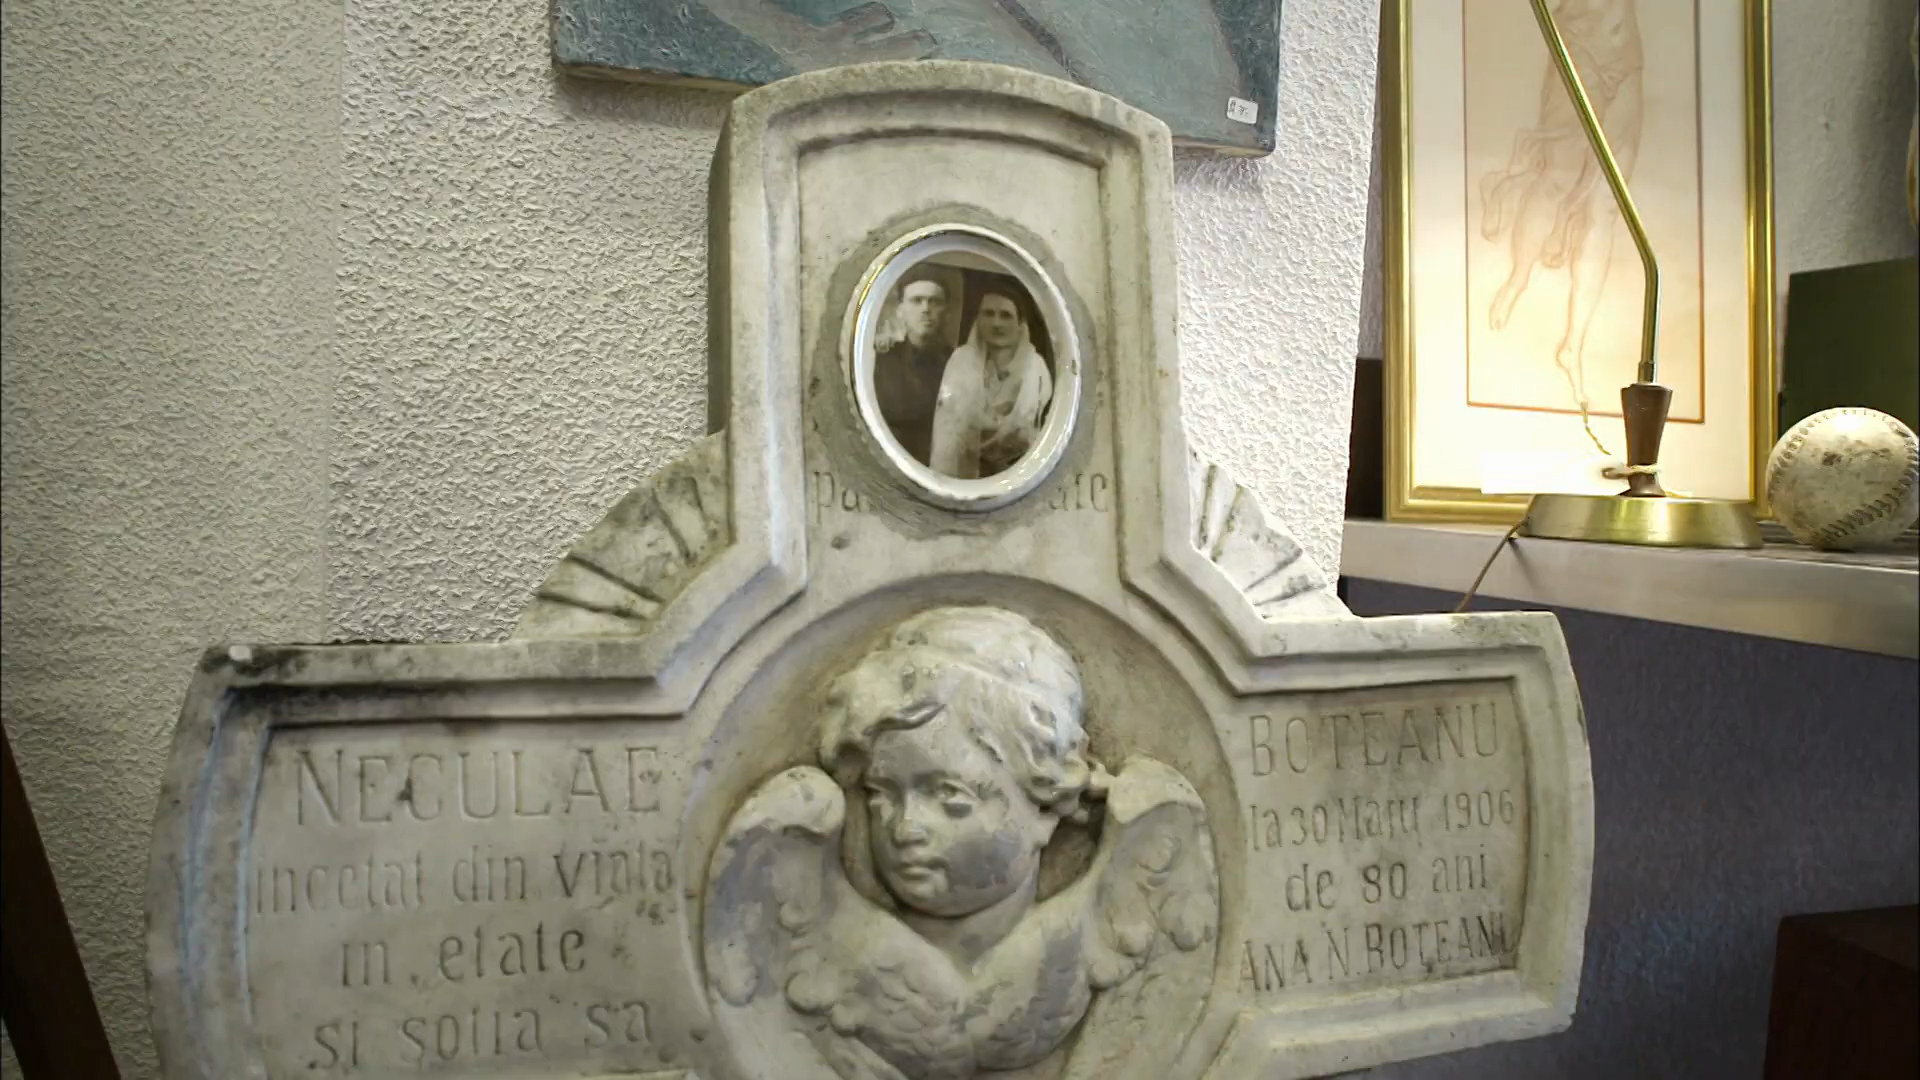 NECULAE BOTEANU
incetat din viata la 30 Martie 1906
in etate de 80 ani
si sotia sa ANA N. BOTEANU